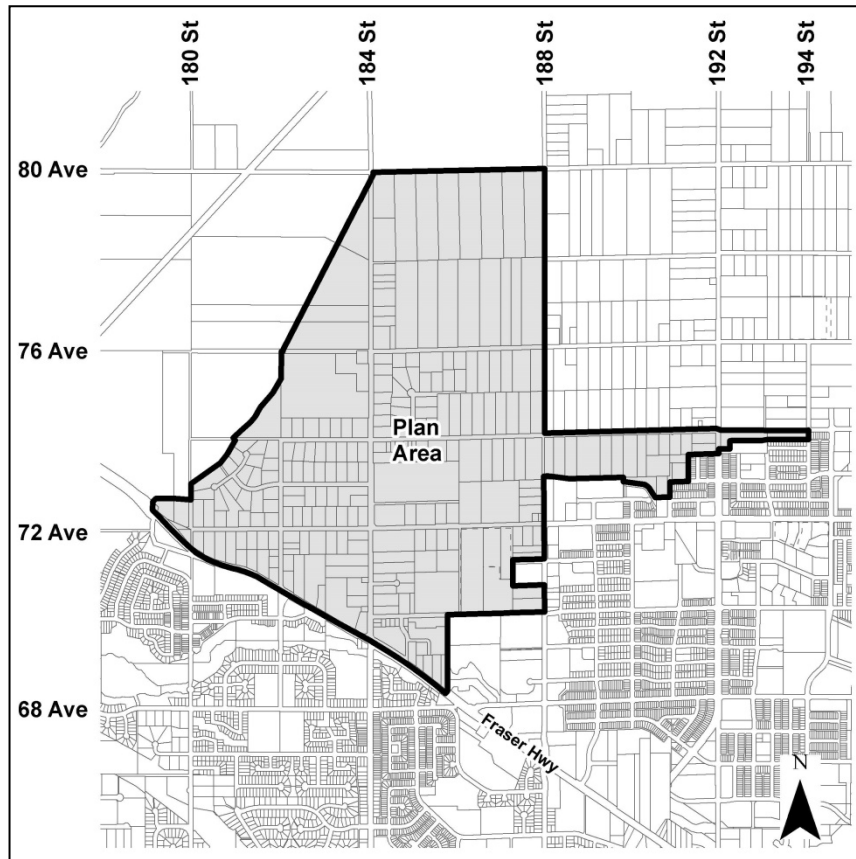 180 St
184 St
188 St
192 St
194 St
80 Ave
76 Ave
Plan
Area
72 Ave
68 Ave
Fraser Hwy
N